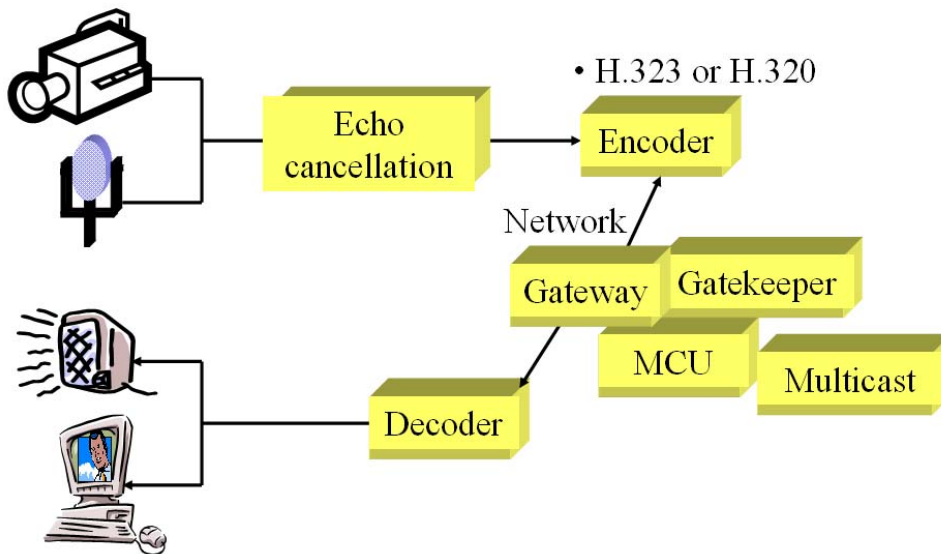 • H.323 or H.320
Echo
cancellation
Encoder
Network
Gateway
Gatekeeper
MCU
Multicast
Decoder